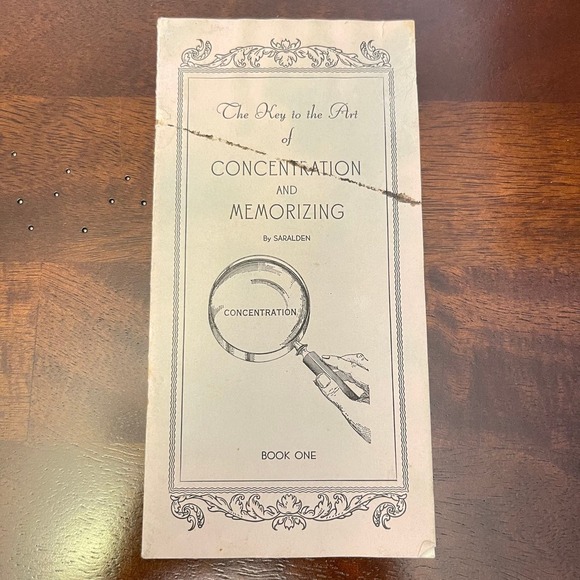 The Key to the Art
of
CONCENTRATION
AND
MEMORIZING
By SARALDEN
CONCENTRATION
BOOK ONE